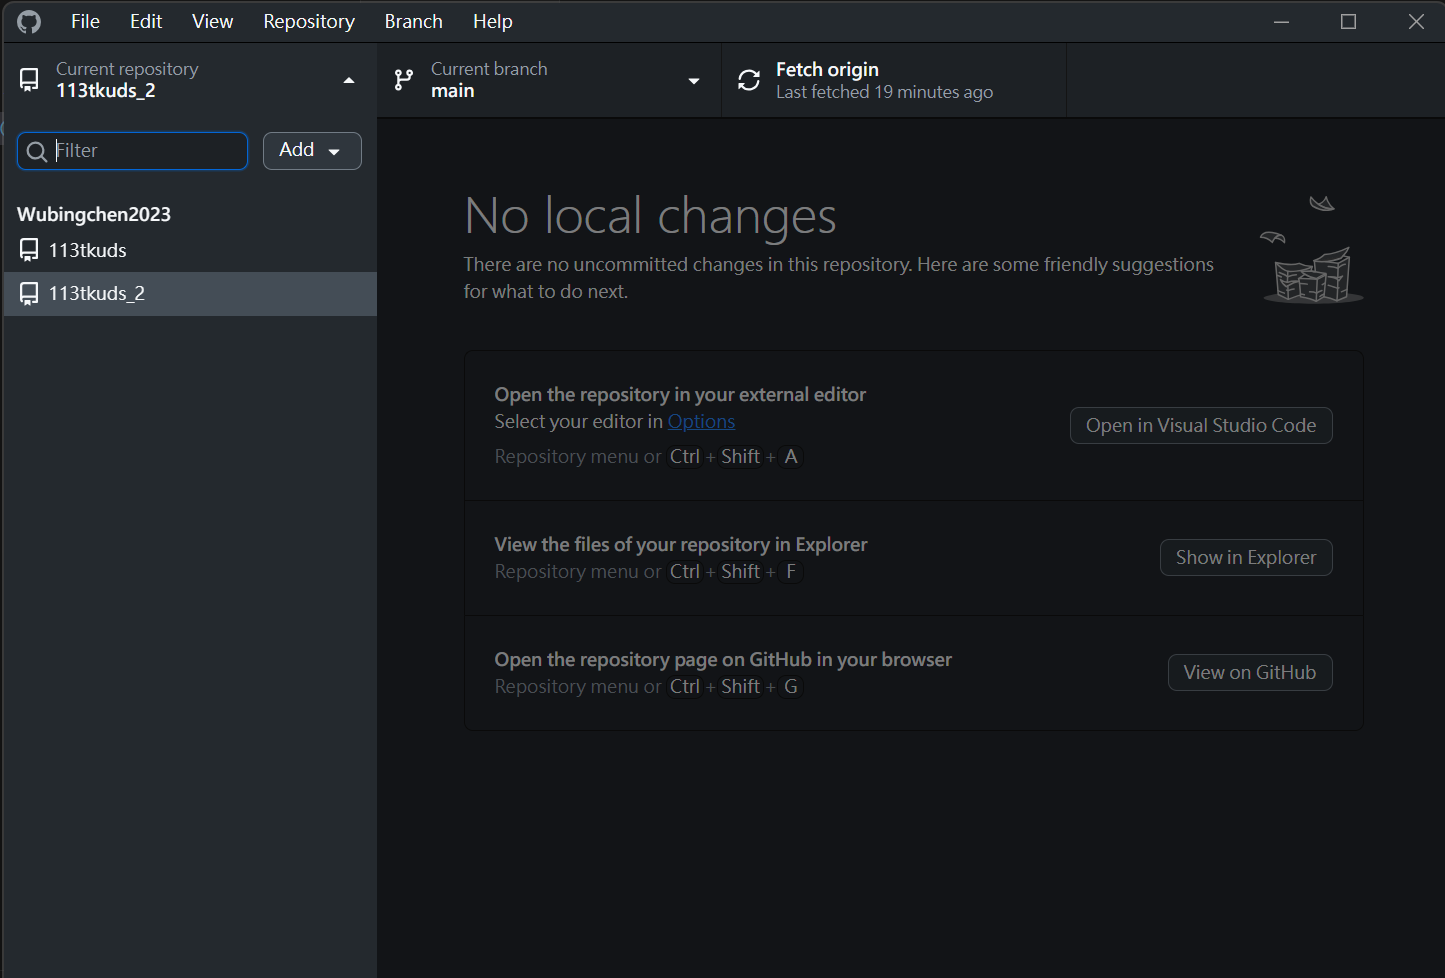 File Edit View Repository Branch Help
Current repository
113tkuds_2
Current branch
main
Fetch origin
Last fetched 19 minutes ago
Filter
Add
Wubingchen2023
113tkuds
113tkuds_2
No local changes
There are no uncommitted changes in this repository. Here are some friendly suggestions
for what to do next.
Open the repository in your external editor
Select your editor in Options
Repository menu or Ctrl + Shift + A
Open in Visual Studio Code
View the files of your repository in Explorer
Repository menu or Ctrl + Shift + F
Show in Explorer
Open the repository page on GitHub in your browser
Repository menu or Ctrl + Shift + G
View on GitHub